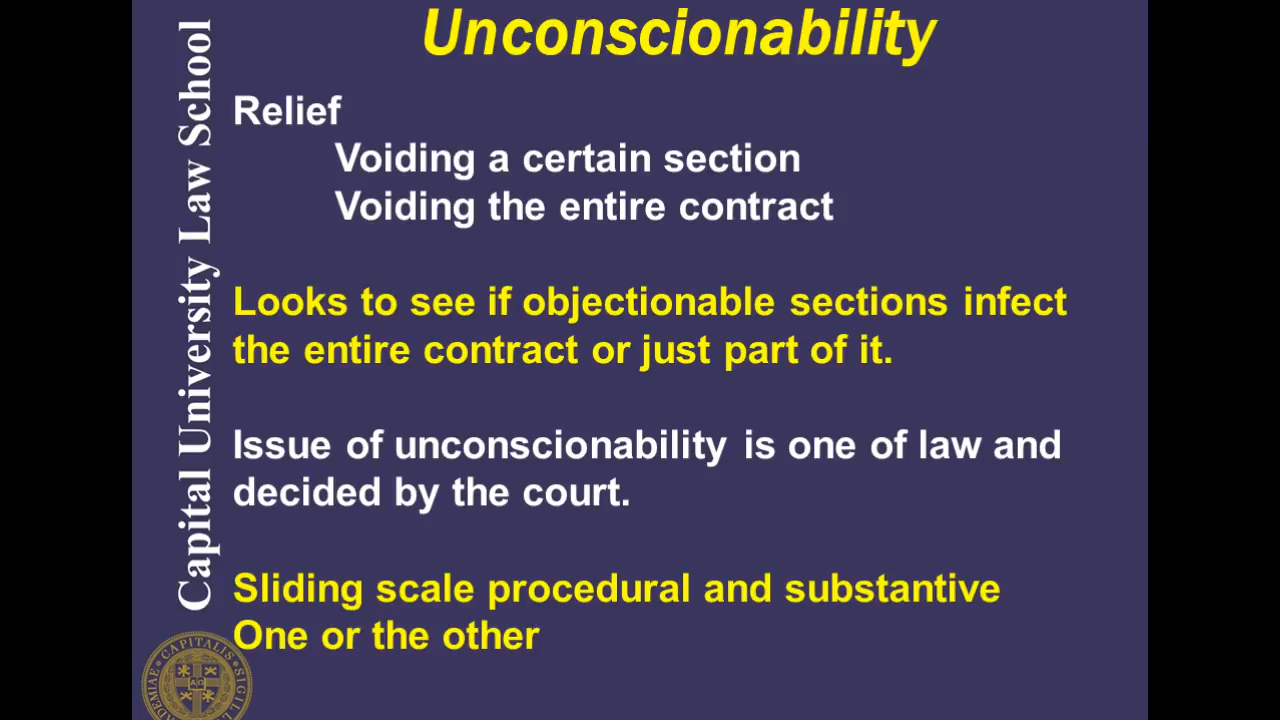 Unconscionability
Capital University Law School
Relief
Voiding a certain section
Voiding the entire contract
Looks to see if objectionable sections infect
the entire contract or just part of it.
Issue of unconscionability is one of law and
decided by the court.
Sliding scale procedural and substantive
One or the other
CAPITALIS